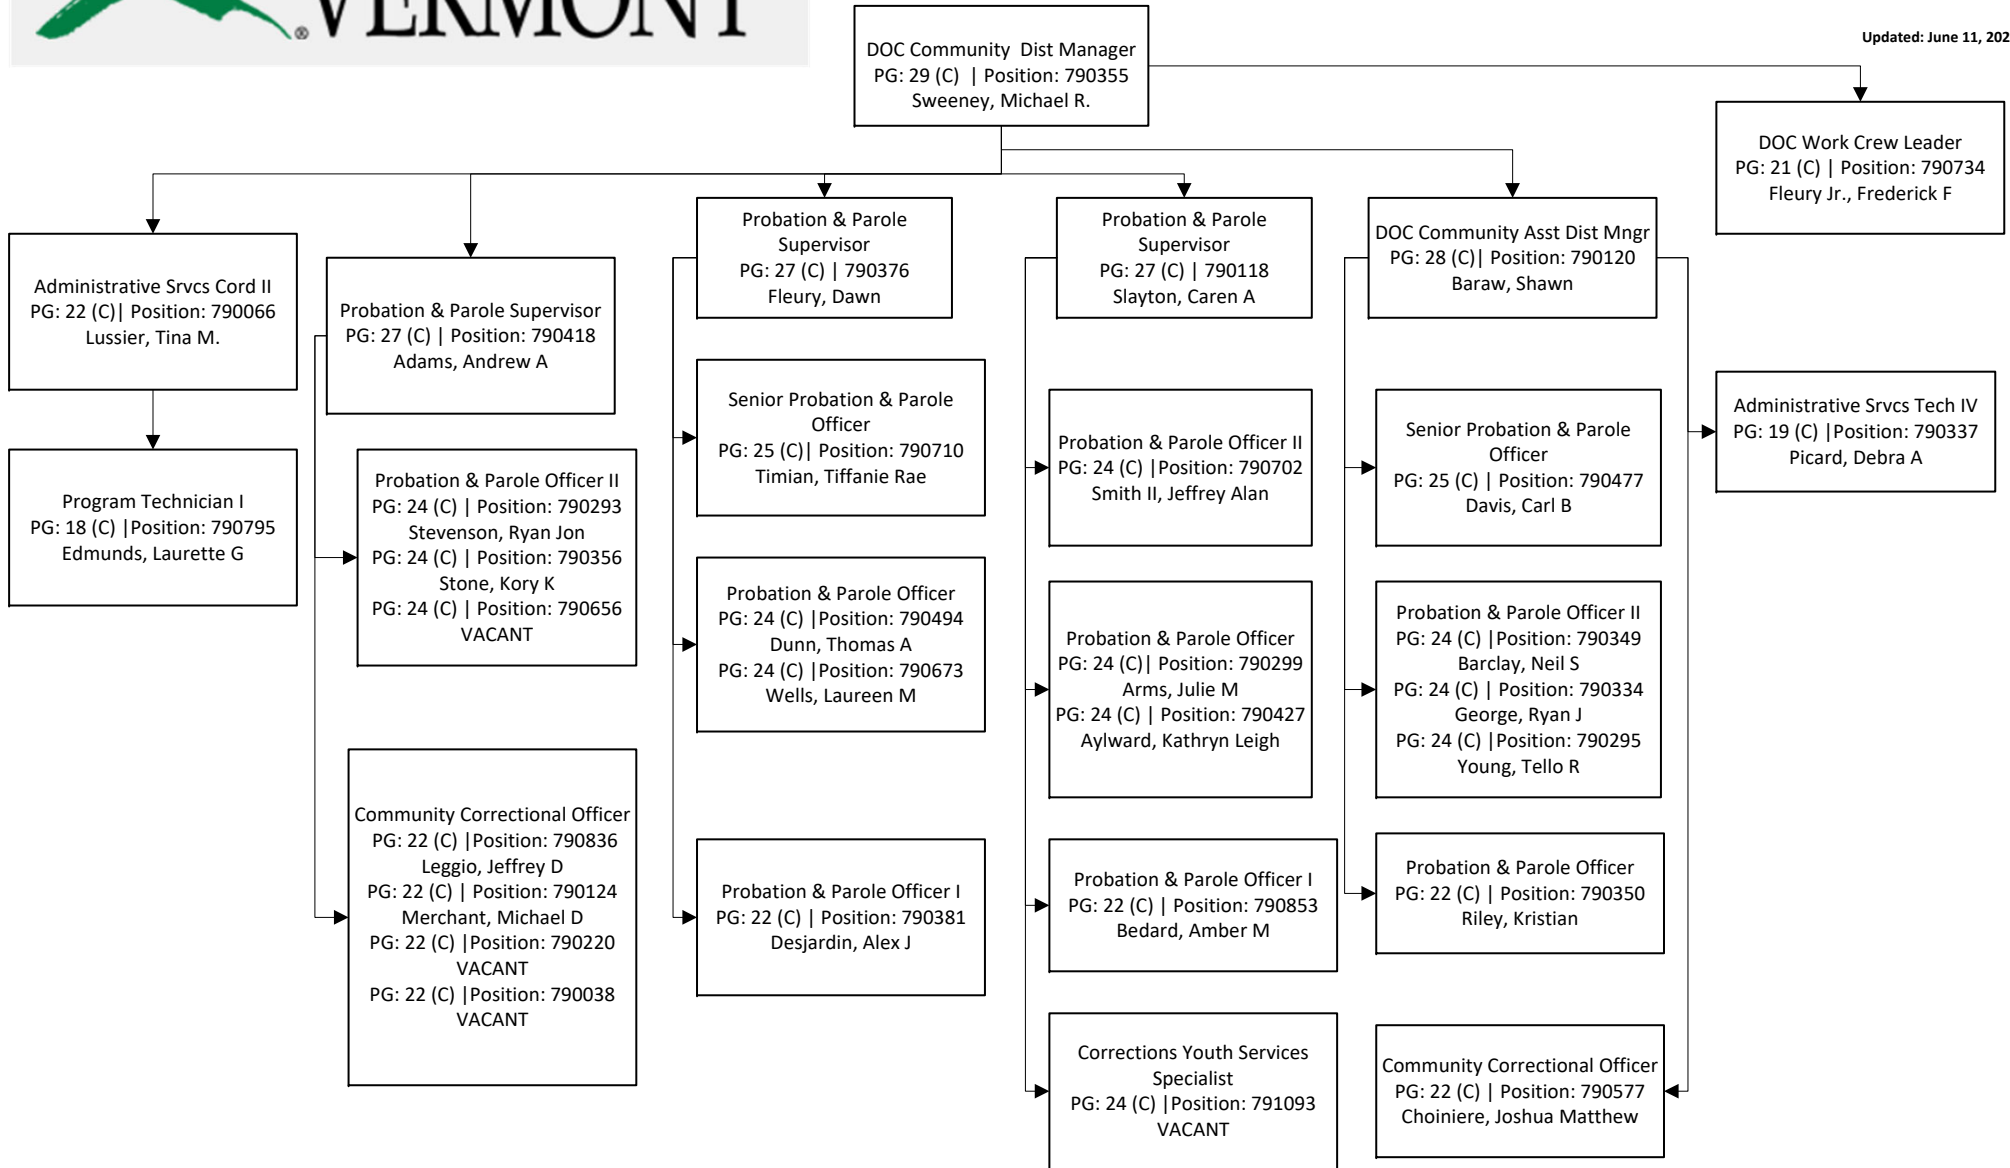 VERMONT
®
Updated: June 11, 202
DOC Community  Dist Manager
PG: 29 (C)  | Position: 790355
Sweeney, Michael R.
DOC Work Crew Leader
PG: 21 (C) | Position: 790734
Fleury Jr., Frederick F
Administrative Srvcs Cord II
PG: 22 (C)| Position: 790066
Lussier, Tina M.
Program Technician I
PG: 18 (C) |Position: 790795
Edmunds, Laurette G
Probation & Parole Supervisor
PG: 27 (C) | Position: 790418
Adams, Andrew A
Probation & Parole Officer II
PG: 24 (C) | Position: 790293
Stevenson, Ryan Jon
PG: 24 (C) | Position: 790356
Stone, Kory K
PG: 24 (C) | Position: 790656
VACANT
Community Correctional Officer
PG: 22 (C) |Position: 790836
Leggio, Jeffrey D
PG: 22 (C) | Position: 790124
Merchant, Michael D
PG: 22 (C) |Position: 790220
VACANT
PG: 22 (C) |Position: 790038
VACANT
Probation & Parole
Supervisor
PG: 27 (C) | 790376
Fleury, Dawn
Senior Probation & Parole
Officer
PG: 25 (C)| Position: 790710
Timian, Tiffanie Rae
Probation & Parole Officer
PG: 24 (C) |Position: 790494
Dunn, Thomas A
PG: 24 (C) |Position: 790673
Wells, Laureen M
Probation & Parole Officer I
PG: 22 (C) | Position: 790381
Desjardin, Alex J
Probation & Parole
Supervisor
PG: 27 (C) | 790118
Slayton, Caren A
Probation & Parole Officer II
PG: 24 (C) |Position: 790702
Smith II, Jeffrey Alan
Probation & Parole Officer
PG: 24 (C)| Position: 790299
Arms, Julie M
PG: 24 (C) | Position: 790427
Aylward, Kathryn Leigh
Probation & Parole Officer I
PG: 22 (C) | Position: 790853
Bedard, Amber M
Corrections Youth Services
Specialist
PG: 24 (C) |Position: 791093
VACANT
DOC Community Asst Dist Mngr
PG: 28 (C)| Position: 790120
Baraw, Shawn
Senior Probation & Parole
Officer
PG: 25 (C) | Position: 790477
Davis, Carl B
Probation & Parole Officer II
PG: 24 (C) |Position: 790349
Barclay, Neil S
PG: 24 (C) | Position: 790334
George, Ryan J
PG: 24 (C) |Position: 790295
Young, Tello R
Probation & Parole Officer
PG: 22 (C) | Position: 790350
Riley, Kristian
Community Correctional Officer
PG: 22 (C) | Position: 790577
Choiniere, Joshua Matthew
Administrative Srvcs Tech IV
PG: 19 (C) |Position: 790337
Picard, Debra A